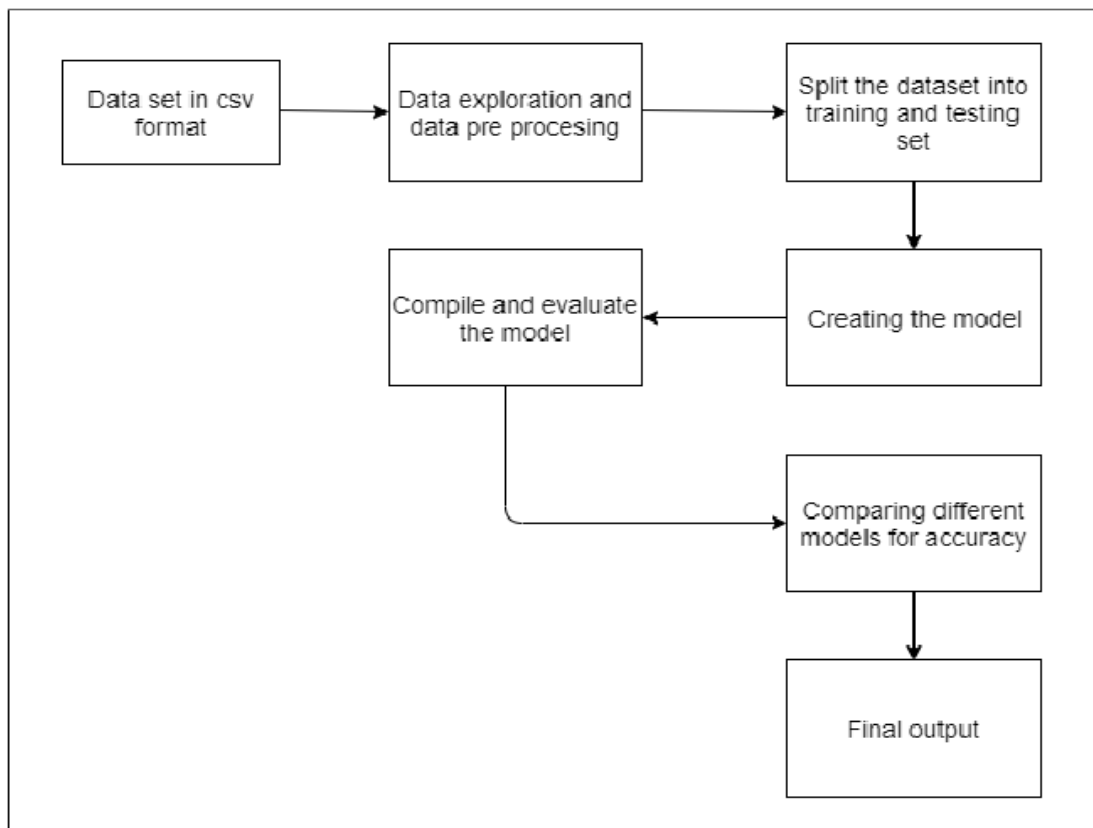 Data set in csv
format
Data exploration and
data pre procesing
Split the dataset into
training and testing
set
Creating the model
Compile and evaluate
the model
Comparing different
models for accuracy
Final output